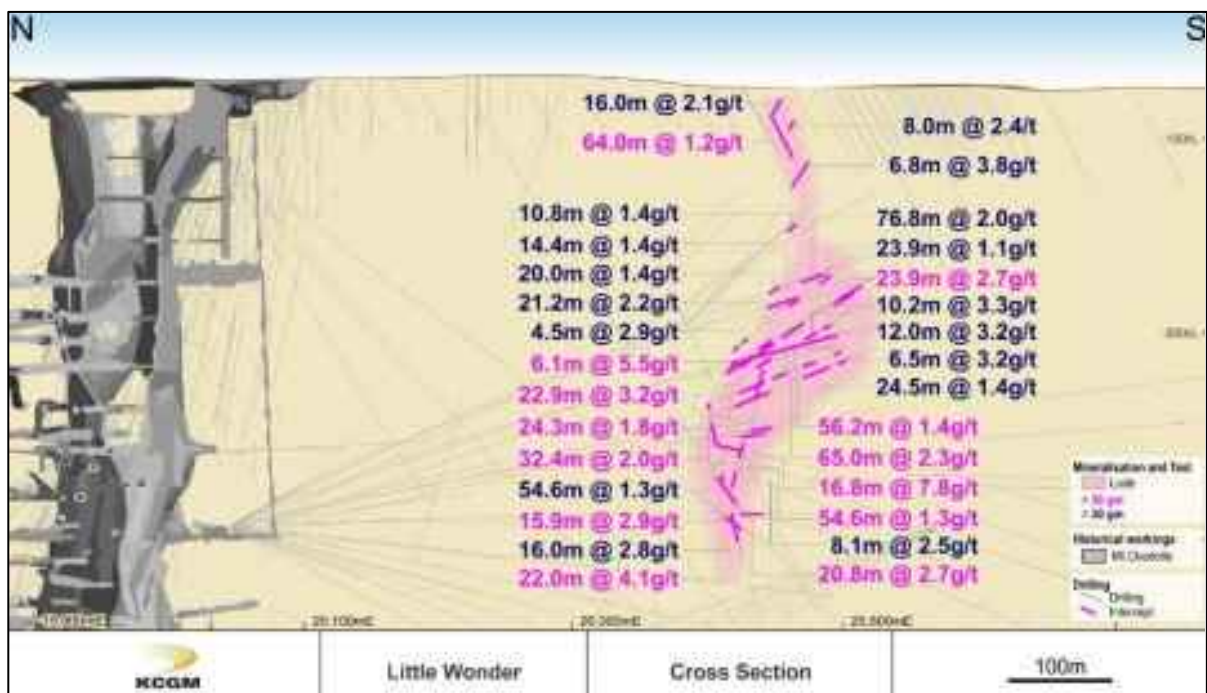 N
S
16.0m @ 2.1g/t
64.0m @ 1.2g/t
8.0m @ 2.4/t
6.8m @ 3.8g/t
10.8m @ 1.4g/t
14.4m @ 1.4g/t
20.0m @ 1.4g/t
21.2m @ 2.2g/t
4.5m @ 2.9g/t
6.1m @ 5.5g/t
22.9m @ 3.2g/t
24.3m @ 1.8g/t
32.4m @ 2.0g/t
54.6m @ 1.3g/t
15.9m @ 2.9g/t
16.0m @ 2.8g/t
22.0m @ 4.1g/t
76.8m @ 2.0g/t
23.9m @ 1.1g/t
23.9m @ 2.7g/t
10.2m @ 3.3g/t
12.0m @ 3.2g/t
6.5m @ 3.2g/t
24.5m @ 1.4g/t
56.2m @ 1.4g/t
65.0m @ 2.3g/t
16.8m @ 7.8g/t
54.6m @ 1.3g/t
8.1m @ 2.5g/t
20.8m @ 2.7g/t
Mineralisation and Text
Lode
Historical workings
Drilling
Drilling
Intercept
20,100mE
20,300mE
KCGM
Little Wonder
Cross Section
100m